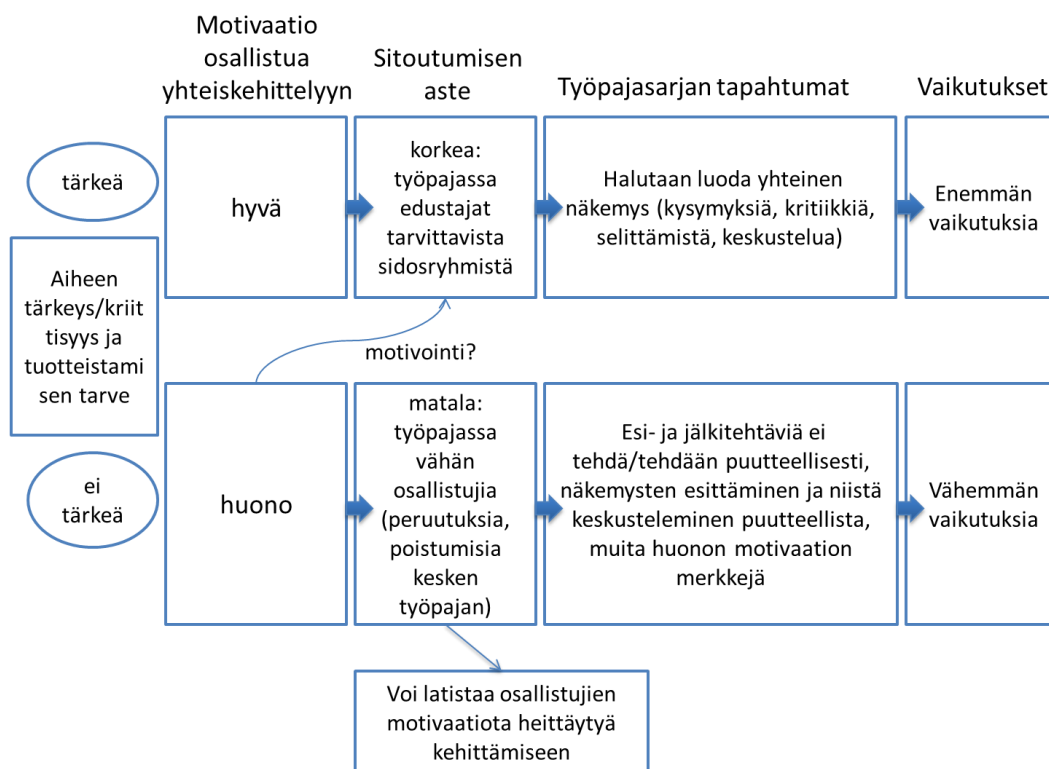 Motivaatio
osallistua
yhteiskehittelyyn
Sitoutumisen
aste
Työpajasarjan tapahtumat
Vaikutukset
tärkeä
hyvä
korkea:
työpajassa
edustajat
tarvittavista
sidosryhmistä
Halutaan luoda yhteinen
näkemys (kysymyksiä, kritiikkiä,
selittämistä, keskustelua)
Enemmän
vaikutuksia
Aiheen
tärkeys/kriit
tisyys ja
tuotteistami
sen tarve
motivointi?
ei
tärkeä
huono
matala:
työpajassa
vähän
osallistujia
(peruutuksia,
poistumisia
kesken
työpajan)
Esi- ja jälkitehtäviä ei
tehdä/tehdään puutteellisesti,
näkemysten esittäminen ja niistä
keskusteleminen puutteellista,
muita huonon motivaation
merkkejä
Vähemmän
vaikutuksia
Voi latistaa osallistujien
motivaatiota heittäytyä
kehittämiseen